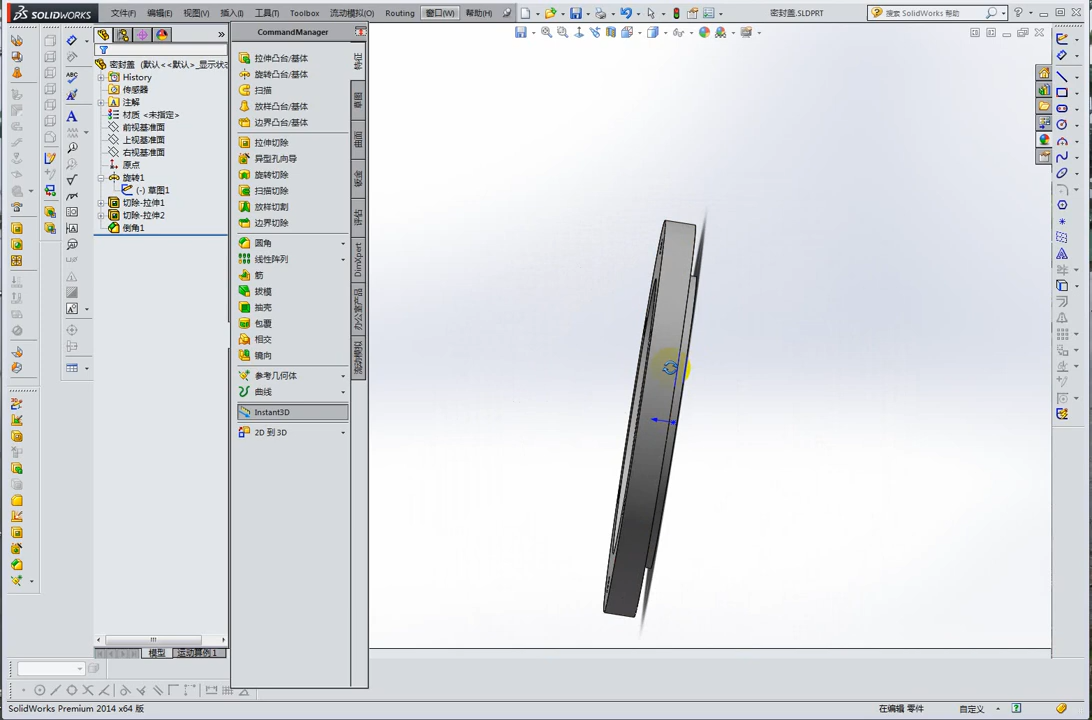 SOLIDWORKS 文件(F) 编辑(E) 视图(V) 插入(I) 工具(T) Toolbox 流动模拟(O) Routing 窗口(W) 帮助(H) 密封盖.SLDPRT 搜索 SolidWorks 帮助
CommandManager
密封盖 (默认<<默认>_显示状态
History
传感器
注解
材质 <未指定>
前视基准面
上视基准面
右视基准面
原点
旋转1
(-) 草图1
切除-拉伸1
切除-拉伸2
倒角1
拉伸凸台/基体
旋转凸台/基体
扫描
放样凸台/基体
边界凸台/基体
拉伸切除
异型孔向导
旋转切除
扫描切除
放样切割
边界切除
圆角
线性阵列
筋
拔模
抽壳
包覆
相交
镜向
参考几何体
曲线
Instant3D
2D 到 3D
特征
草图
曲面
钣金
评估
DimXpert
办公室产品
流动模拟
模型 运动算例 1
SolidWorks Premium 2014 x64 版 在编辑 零件 自定义